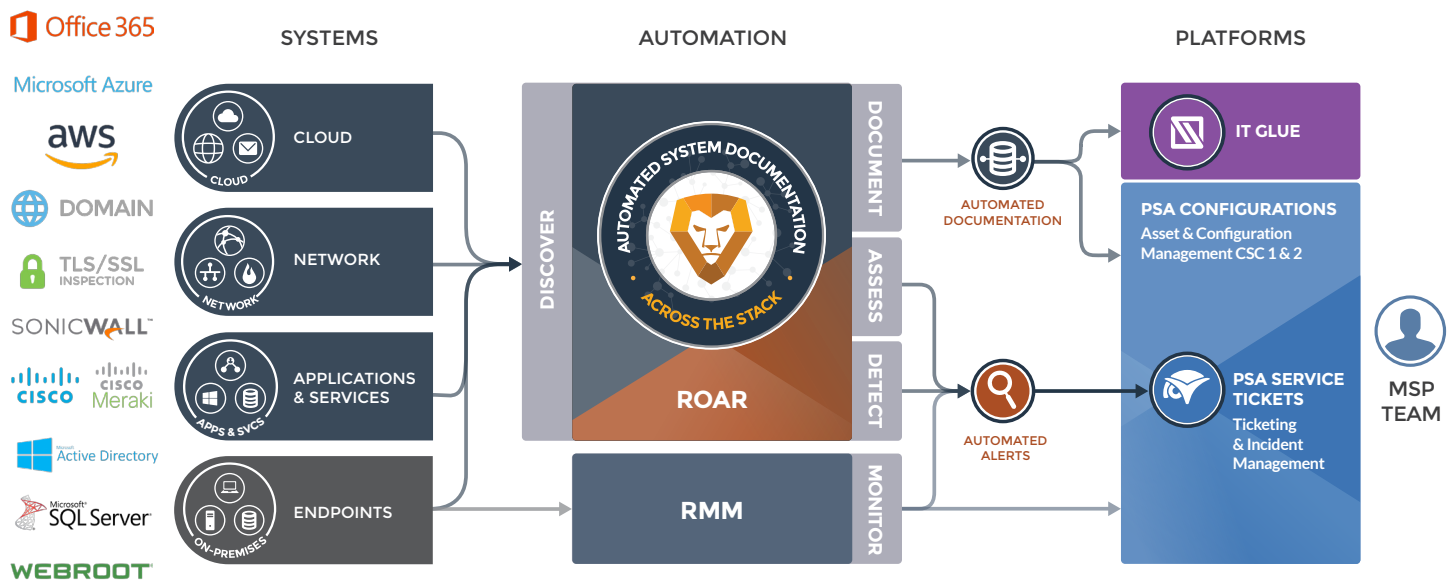 Office 365
Microsoft Azure
aws
DOMAIN
TLS/SSL
INSPECTION
SONICWALL™
CISCO
CISCO
Meraki
Microsoft
Active Directory
Microsoft®
SQL Server®
WEBROOT®
SYSTEMS
CLOUD
CLOUD
NETWORK
NETWORK
APPS & SVCS
APPLICATIONS
& SERVICES
ON-PREMISES
ENDPOINTS
AUTOMATION
DISCOVER
AUTOMATED SYSTEM DOCUMENTATION
• ACROSS THE STACK •
ROAR
RMM
DOCUMENT
ASSESS
DETECT
MONITOR
AUTOMATED
DOCUMENTATION
AUTOMATED
ALERTS
PLATFORMS
IT GLUE
PSA CONFIGURATIONS
Asset & Configuration
Management CSC 1 & 2
PSA SERVICE
TICKETS
Ticketing
& Incident
Management
MSP
TEAM